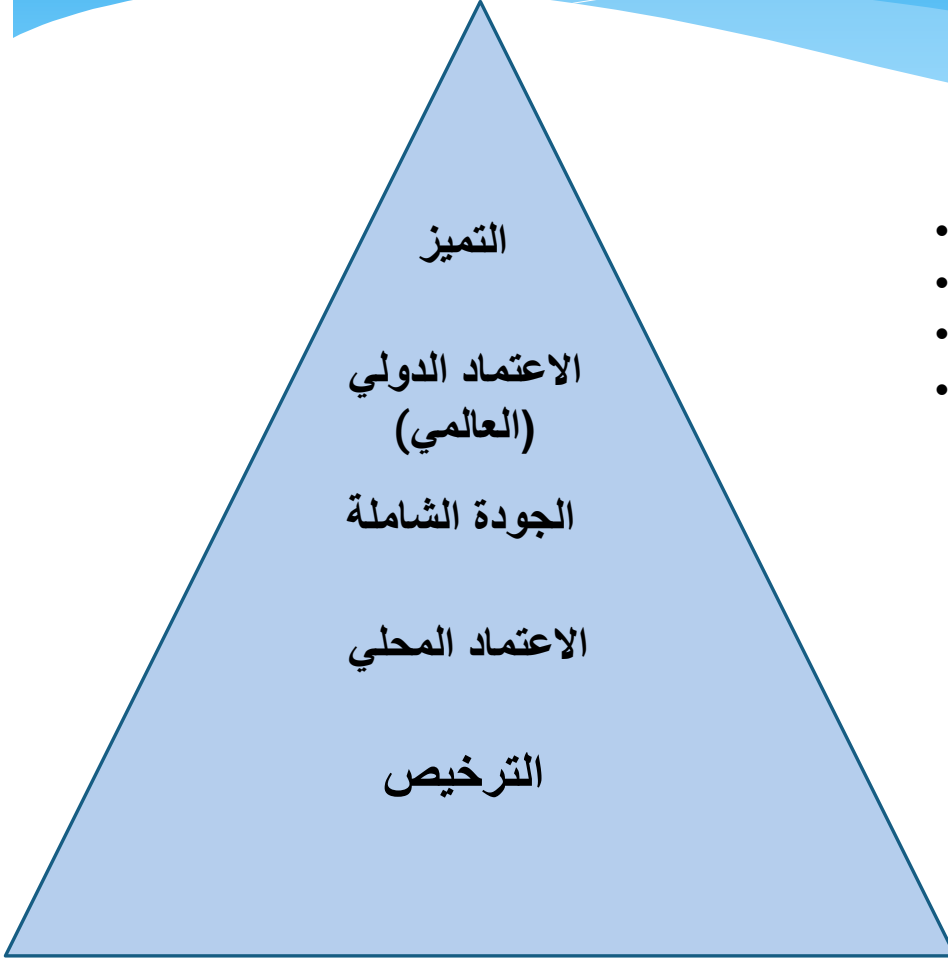 التميز
الاعتماد الدولي
(العالمي)
الجودة الشاملة
الاعتماد المحلي
الترخيص